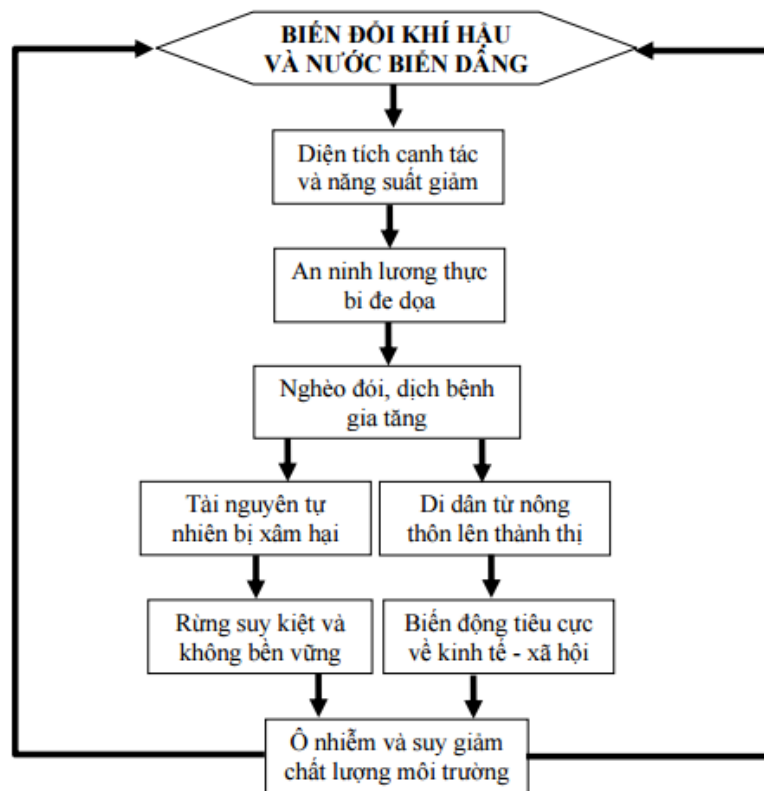 BIẾN ĐỔI KHÍ HẬU
VÀ NƯỚC BIỂN DÂNG
Diện tích canh tác
và năng suất giảm
An ninh lương thực
bi đe dọa
Nghèo đói, dịch bệnh
gia tăng
Tài nguyên tự
nhiên bị xâm hại
Di dân từ nông
thôn lên thành thị
Rừng suy kiệt và
không bền vững
Biến động tiêu cực
về kinh tế - xã hội
Ô nhiễm và suy giảm
chất lượng môi trường